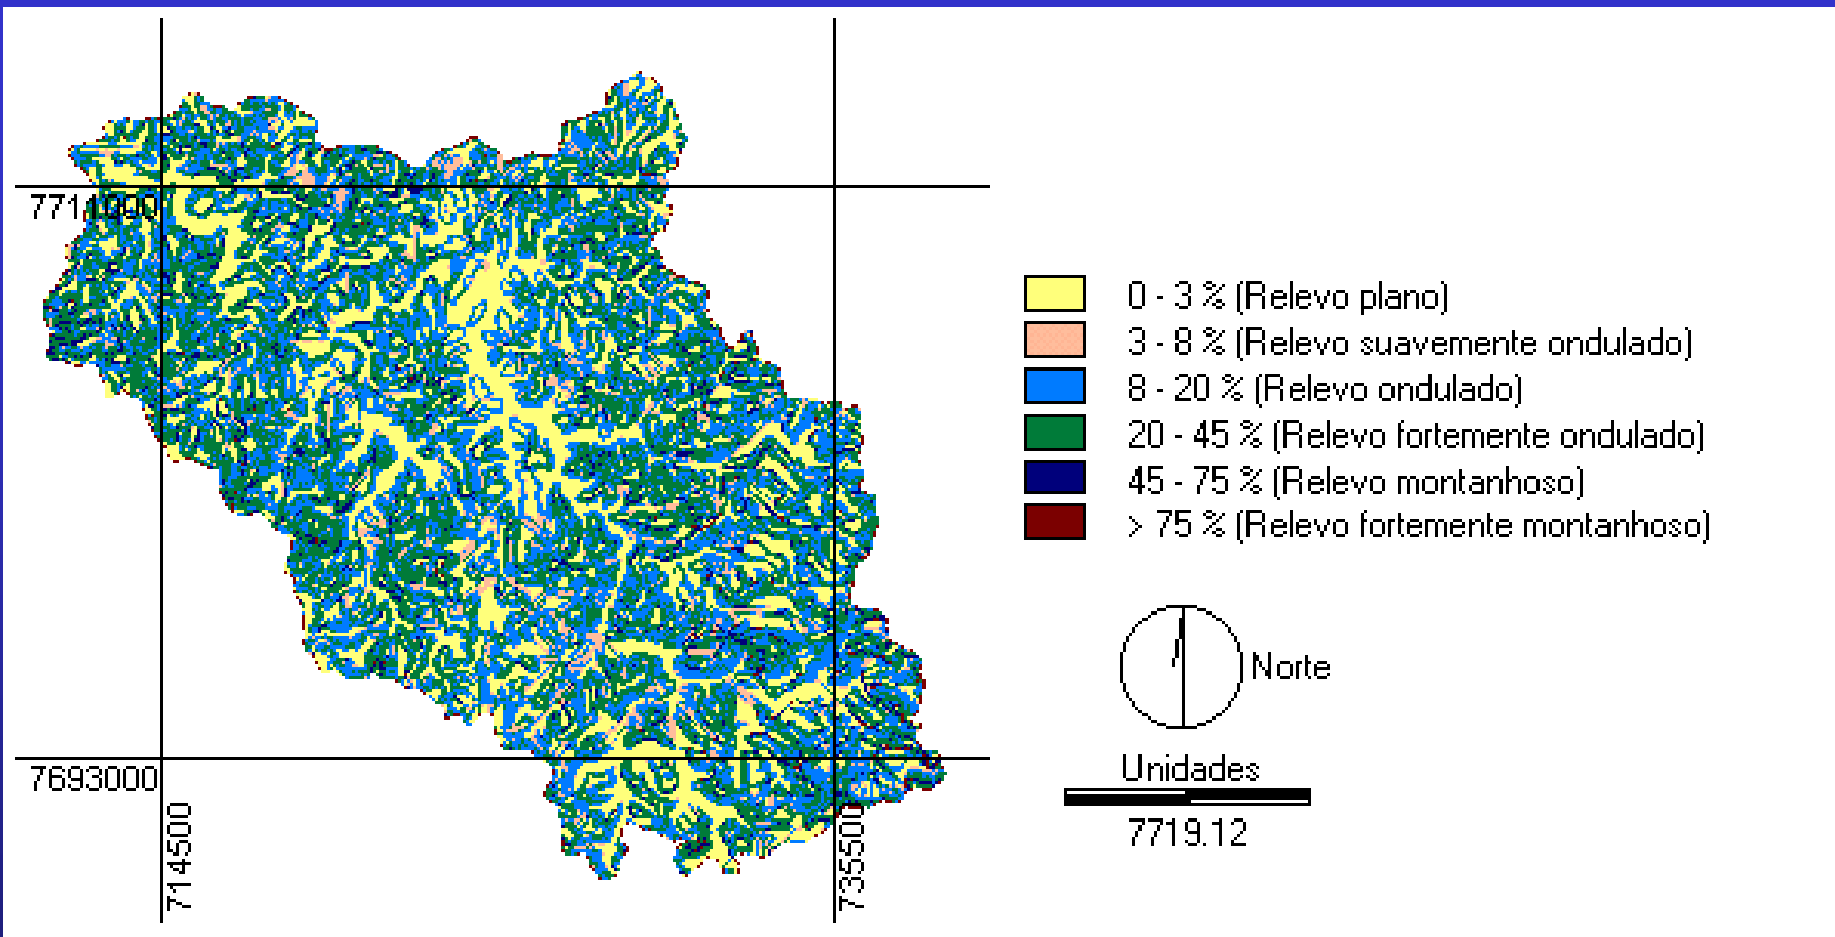 7711000
7693000
714500
735500
0 - 3 % (Relevo plano)
3 - 8 % (Relevo suavemente ondulado)
8 - 20 % (Relevo ondulado)
20 - 45 % (Relevo fortemente ondulado)
45 - 75 % (Relevo montanhoso)
> 75 % (Relevo fortemente montanhoso)
Norte
Unidades
7719.12